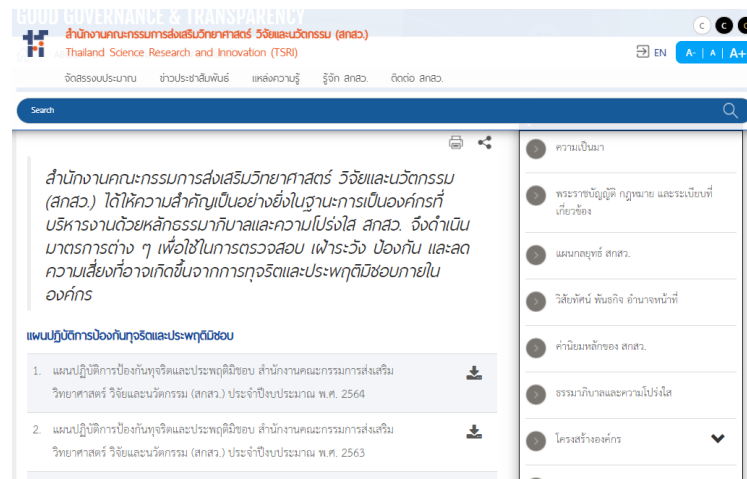 GOOD GOVERNANCE & TRANSPARENCY
สำนักงานคณะกรรมการส่งเสริมวิทยาศาสตร์ วิจัยและนวัตกรรม (สกสว.)
Thailand Science Research and Innovation (TSRI)
C C
EN A- | A | A+
จัดสรรงบประมาณ ข่าวประชาสัมพันธ์ แหล่งความรู้ รู้จัก สกสว. ติดต่อ สกสว.
Search
สำนักงานคณะกรรมการส่งเสริมวิทยาศาสตร์ วิจัยและนวัตกรรม
(สกสว.) ได้ให้ความสำคัญเป็นอย่างยิ่งในฐานะการเป็นองค์กรที่
บริหารงานด้วยหลักธรรมาภิบาลและความโปร่งใส สกสว. จึงดำเนิน
มาตรการต่าง ๆ เพื่อใช้ในการตรวจสอบ เฝ้าระวัง ป้องกัน และลด
ความเสี่ยงที่อาจเกิดขึ้นจากการทุจริตและประพฤติมิชอบภายใน
องค์กร
แผนปฏิบัติการป้องกันทุจริตและประพฤติมิชอบ
1. แผนปฏิบัติการป้องกันทุจริตและประพฤติมิชอบ สำนักงานคณะกรรมการส่งเสริม
วิทยาศาสตร์ วิจัยและนวัตกรรม (สกสว.) ประจำปีงบประมาณ พ.ศ. 2564
2. แผนปฏิบัติการป้องกันทุจริตและประพฤติมิชอบ สำนักงานคณะกรรมการส่งเสริม
วิทยาศาสตร์ วิจัยและนวัตกรรม (สกสว.) ประจำปีงบประมาณ พ.ศ. 2563
ความเป็นมา
พระราชบัญญัติ กฎหมาย และระเบียบที่
เกี่ยวข้อง
แผนกลยุทธ์ สกสว.
วิสัยทัศน์ พันธกิจ อำนาจหน้าที่
ค่านิยมหลักของ สกสว.
ธรรมาภิบาลและความโปร่งใส
โครงสร้างองค์กร